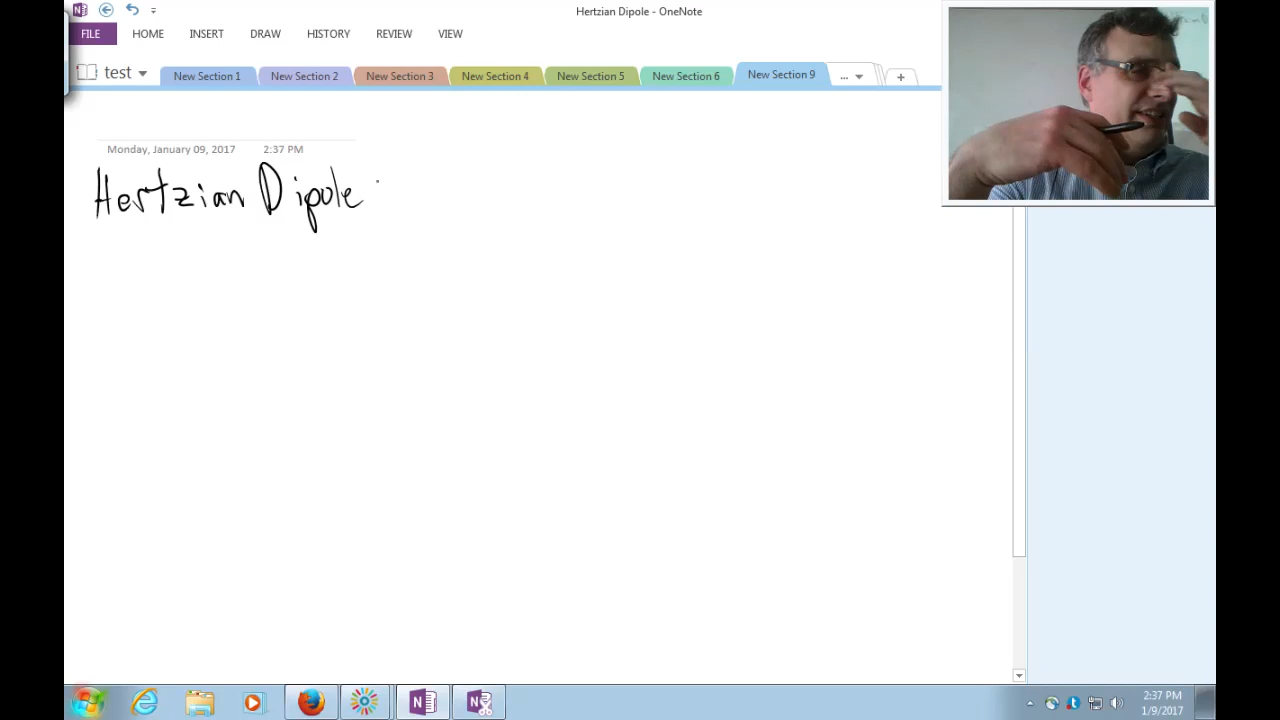 Hertzian Dipole - OneNote
FILE HOME INSERT DRAW HISTORY REVIEW VIEW
test New Section 1 New Section 2 New Section 3 New Section 4 New Section 5 New Section 6 New Section 9 ... +
Monday, January 09, 2017 2:37 PM
Hertzian Dipole
2:37 PM
1/9/2017